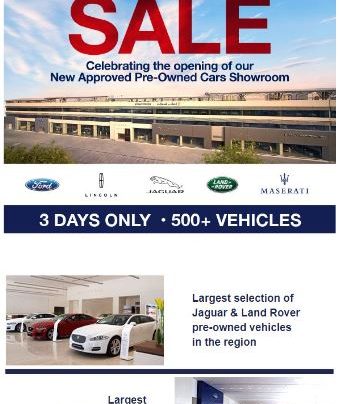 SALE
Celebrating the opening of our
New Approved Pre-Owned Cars Showroom
Ford
LINCOLN
JAGUAR
LAND ROVER
MASERATI
3 DAYS ONLY • 500+ VEHICLES
Largest selection of
Jaguar & Land Rover
pre-owned vehicles
in the region
Largest